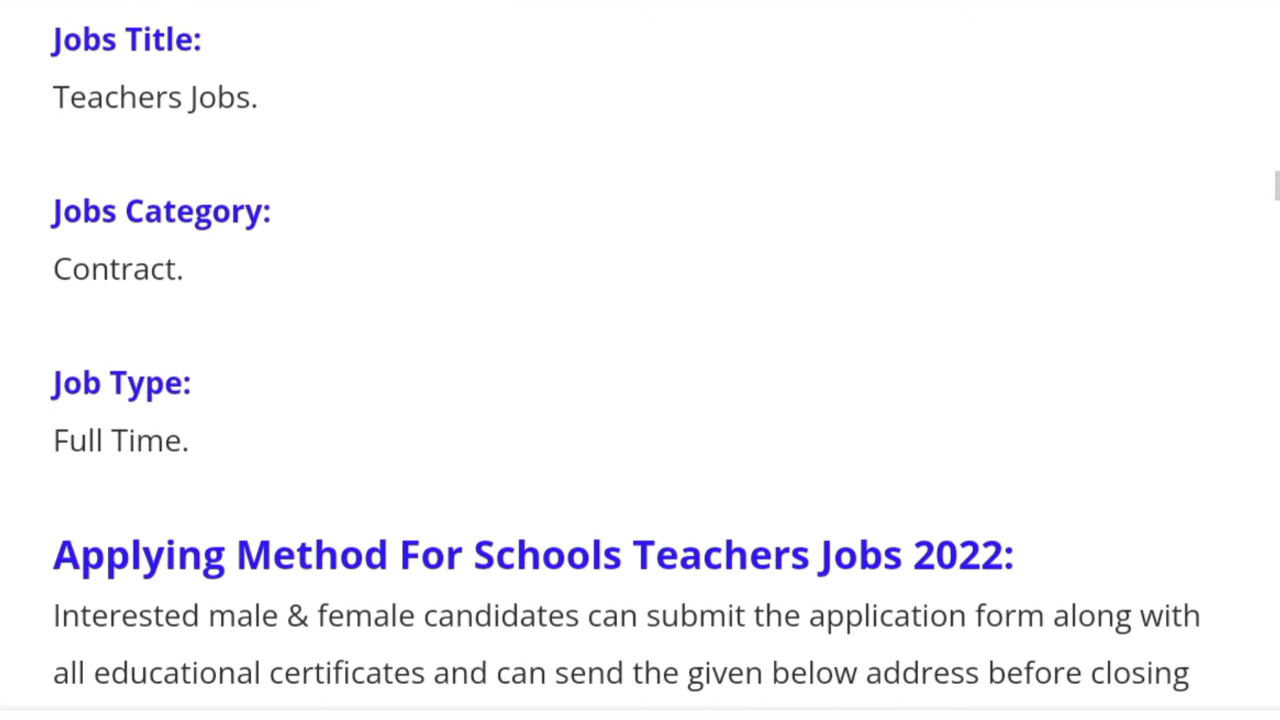 Jobs Title:
Teachers Jobs.
Jobs Category:
Contract.
Job Type:
Full Time.
Applying Method For Schools Teachers Jobs 2022:
Interested male & female candidates can submit the application form along with
all educational certificates and can send the given below address before closing